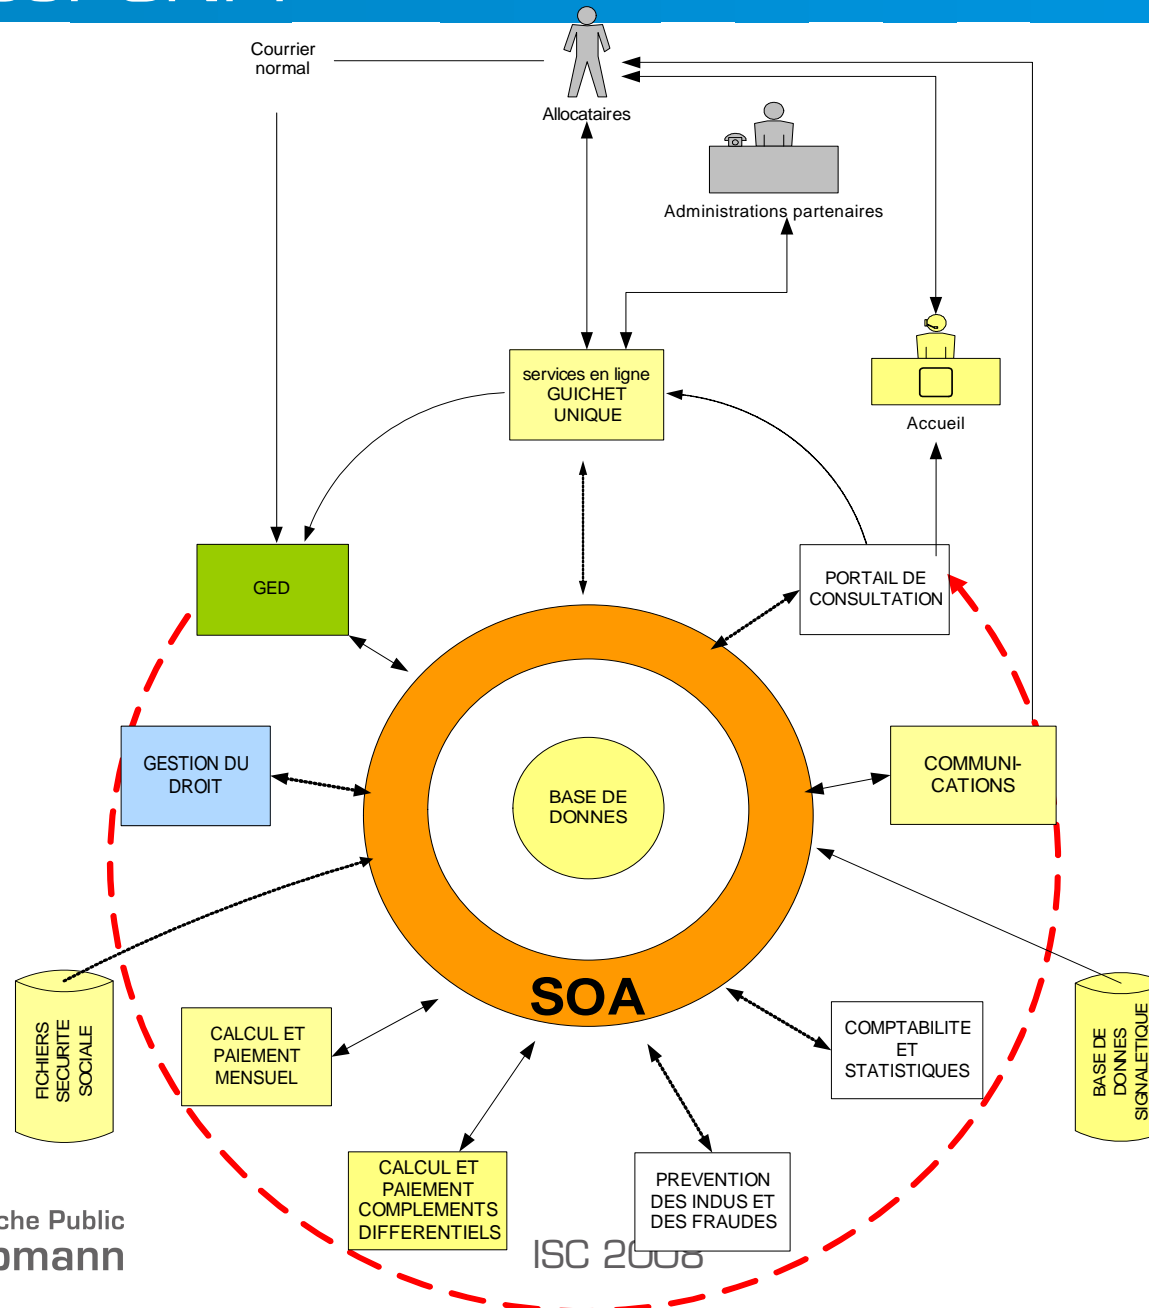 Courrier
normal
Allocataires
Administrations partenaires
services en ligne
GUICHET
UNIQUE
Accueil
GED
PORTAIL DE
CONSULTATION
GESTION DU
DROIT
COMMUNI-
CATIONS
BASE DE
DONNES
SOA
FICHIERS
SECURITE
SOCIALE
CALCUL ET
PAIEMENT
MENSUEL
COMPTABILITE
ET
STATISTIQUES
BASE DE
DONNES
SIGNALETIQUE
CALCUL ET
PAIEMENT
COMPLEMENTS
DIFFERENTIELS
PREVENTION
DES INDUS ET
DES FRAUDES
che Public
mann
ISC 2008